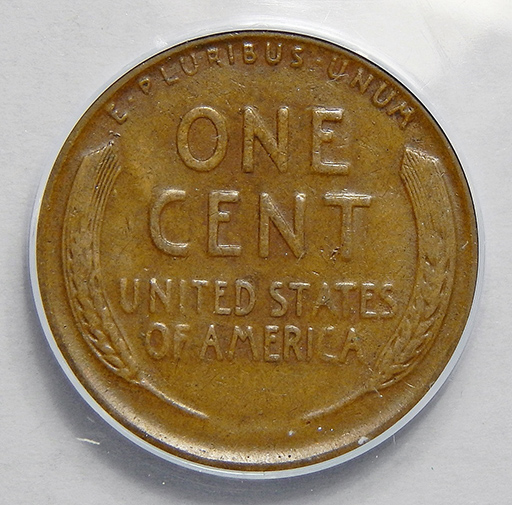 E · PLURIBUS · UNUM
ONE
CENT
UNITED STATES
OF AMERICA